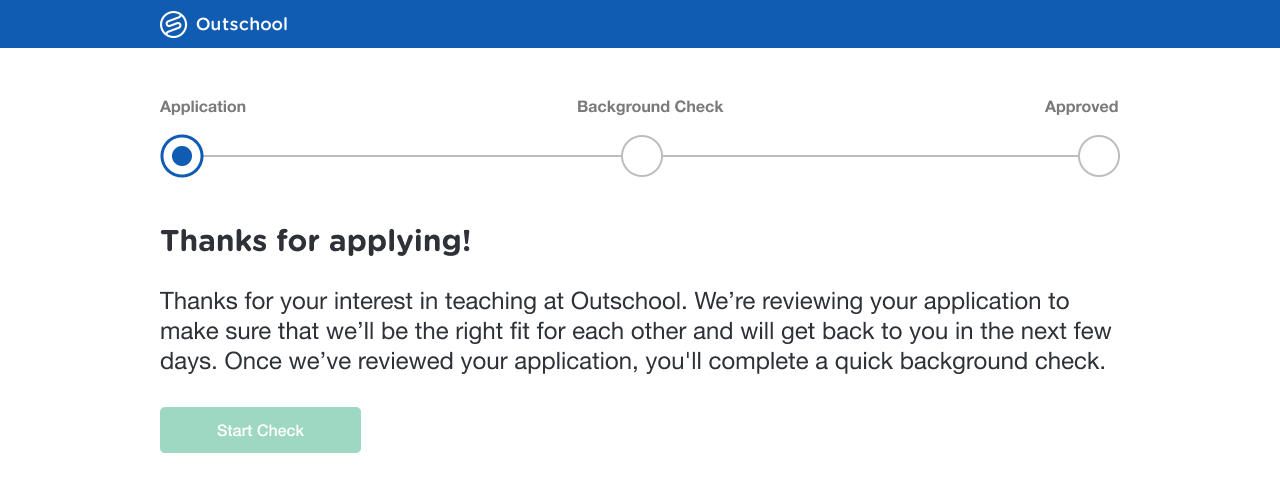 Outschool
Application
Background Check
Approved
Thanks for applying!
Thanks for your interest in teaching at Outschool. We’re reviewing your application to
make sure that we’ll be the right fit for each other and will get back to you in the next few
days. Once we’ve reviewed your application, you'll complete a quick background check.
Start Check